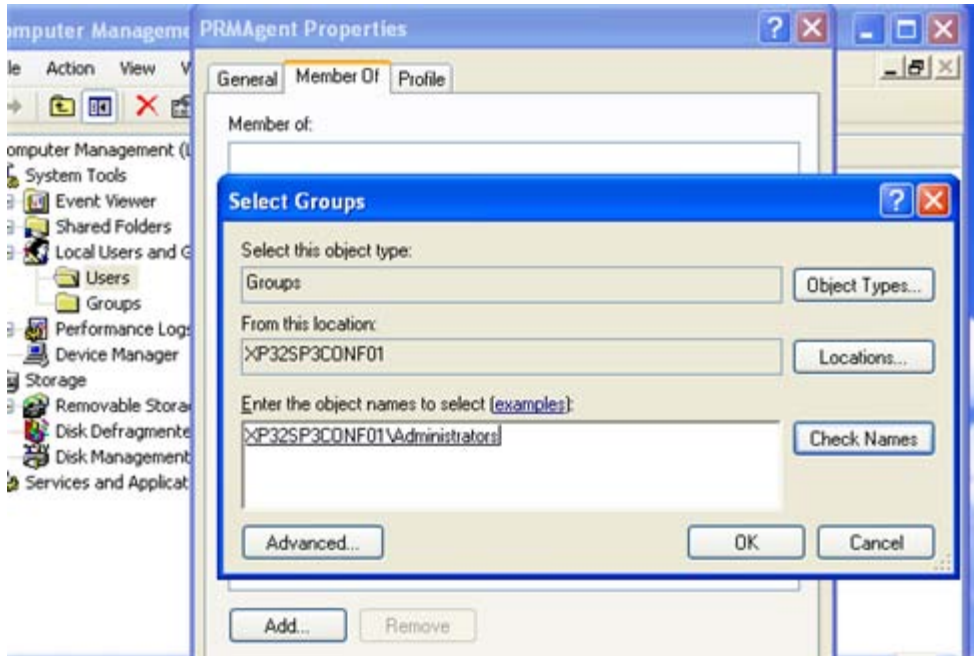 omputer Manageme
PRMAgent Properties
le Action View V
General Member Of Profile
Member of:
omputer Management (L
System Tools
Event Viewer
Shared Folders
Local Users and G
Users
Groups
Performance Logs
Device Manager
Storage
Removable Stora
Disk Defragmente
Disk Management
Services and Applicat
Select Groups
Select this object type:
Groups
Object Types...
From this location:
XP32SP3CONF01
Locations...
Enter the object names to select (examples):
XP32SP3CONF01\Administrators
Check Names
Advanced...
OK
Cancel
Add...
Remove